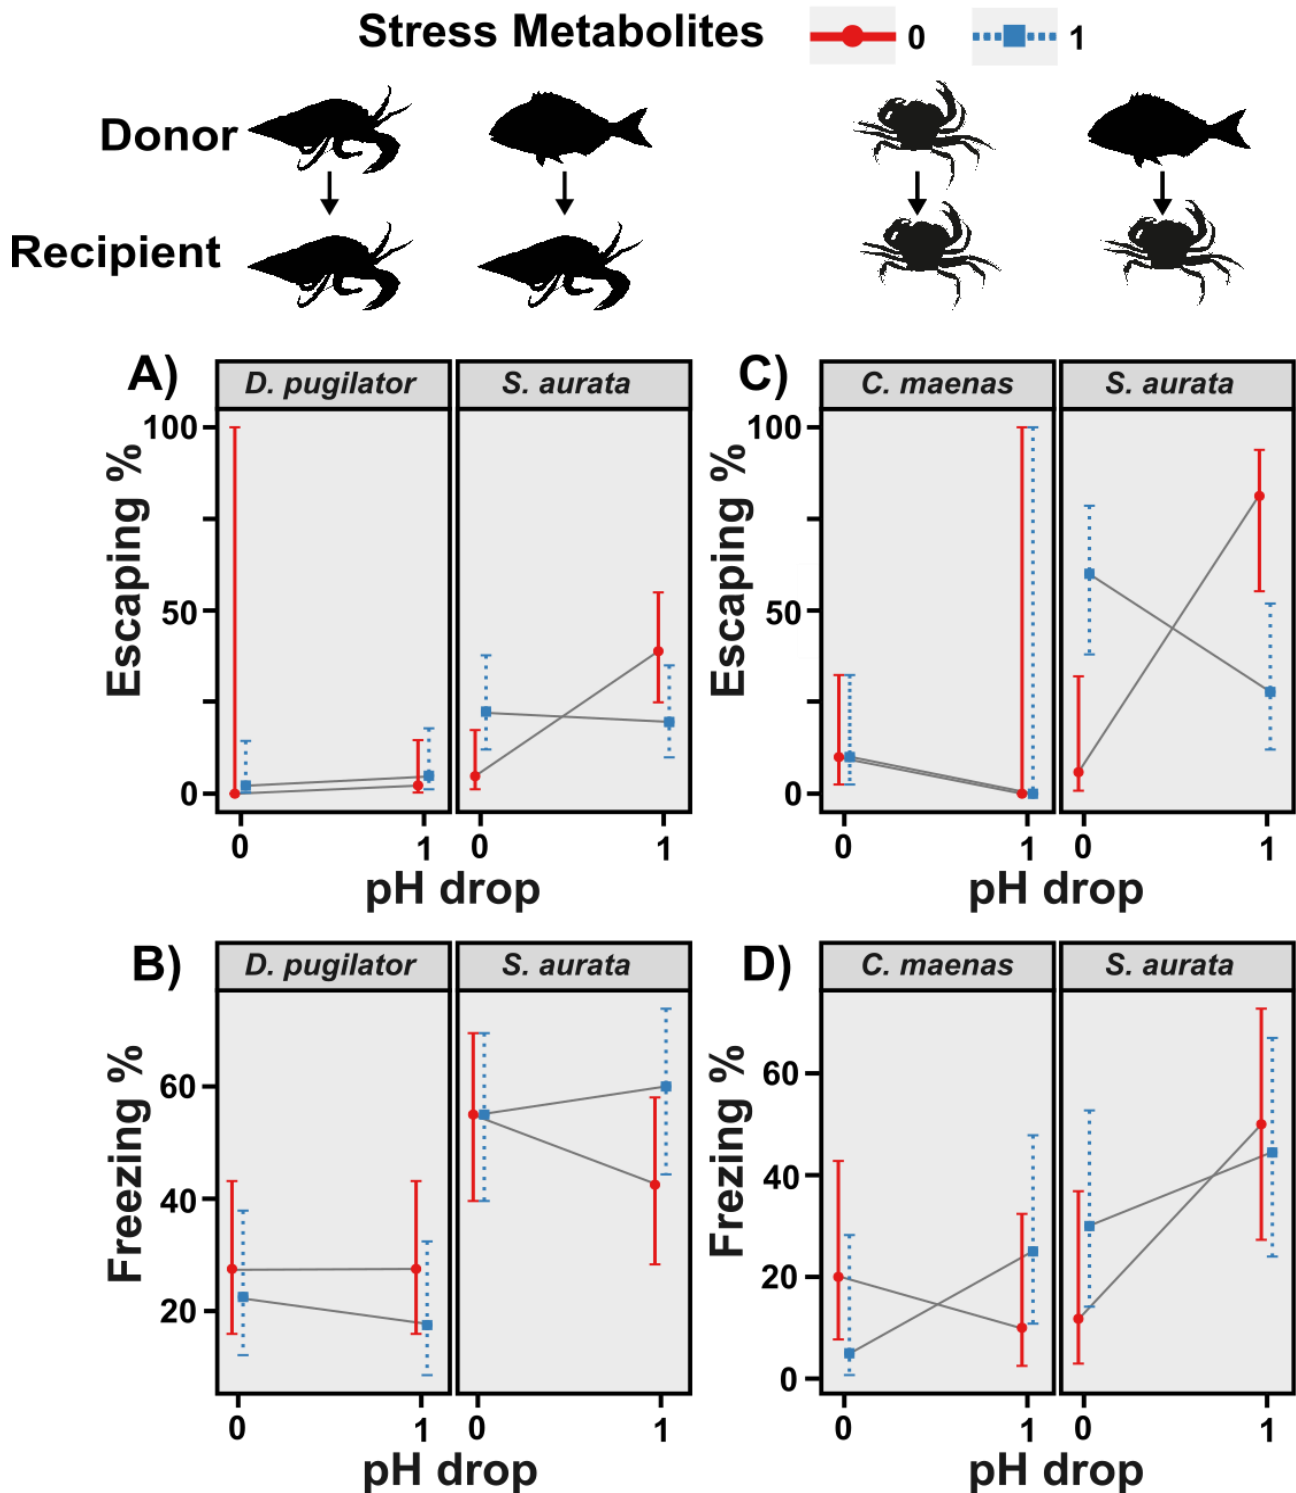 Stress Metabolites 0 1
Donor
Recipient
A) D. pugilator S. aurata
Escaping %
100
50
0
0 1 0 1
pH drop
C) C. maenas S. aurata
Escaping %
100
50
0
0 1 0 1
pH drop
B) D. pugilator S. aurata
Freezing %
60
40
20
0 1 0 1
pH drop
D) C. maenas S. aurata
Frezing %
60
40
20
0
0 1 0 1
pH drop